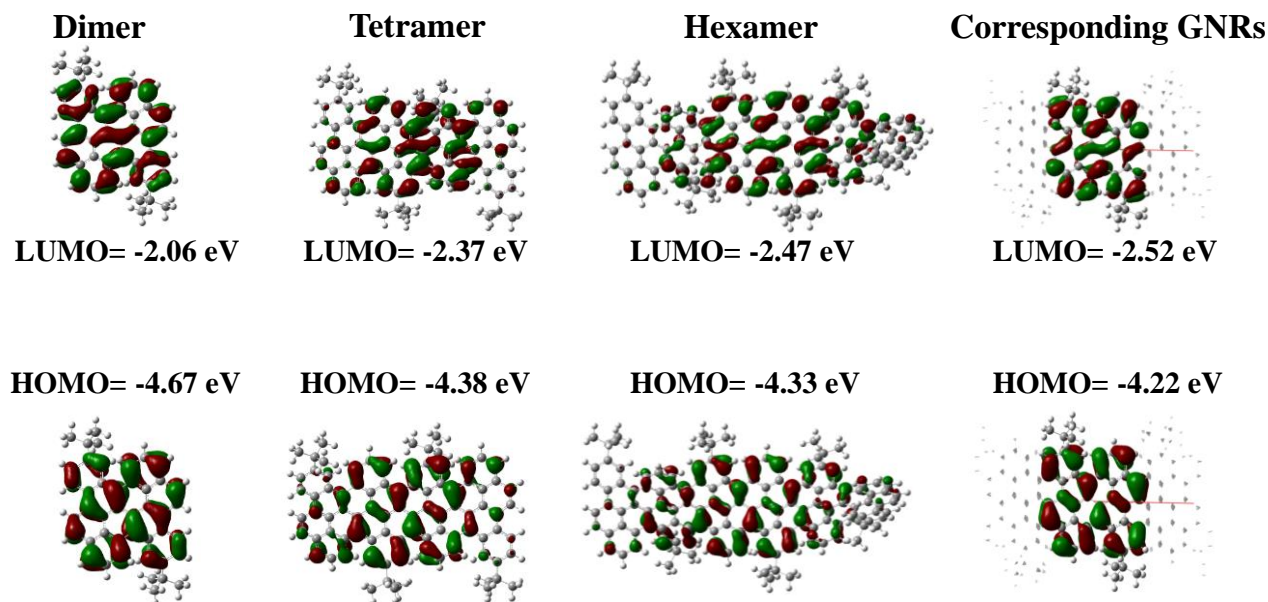 Dimer Tetramer Hexamer Corresponding GNRs
LUMO= -2.06 eV LUMO= -2.37 eV LUMO= -2.47 eV LUMO= -2.52 eV
HOMO= -4.67 eV HOMO= -4.38 eV HOMO= -4.33 eV HOMO= -4.22 eV